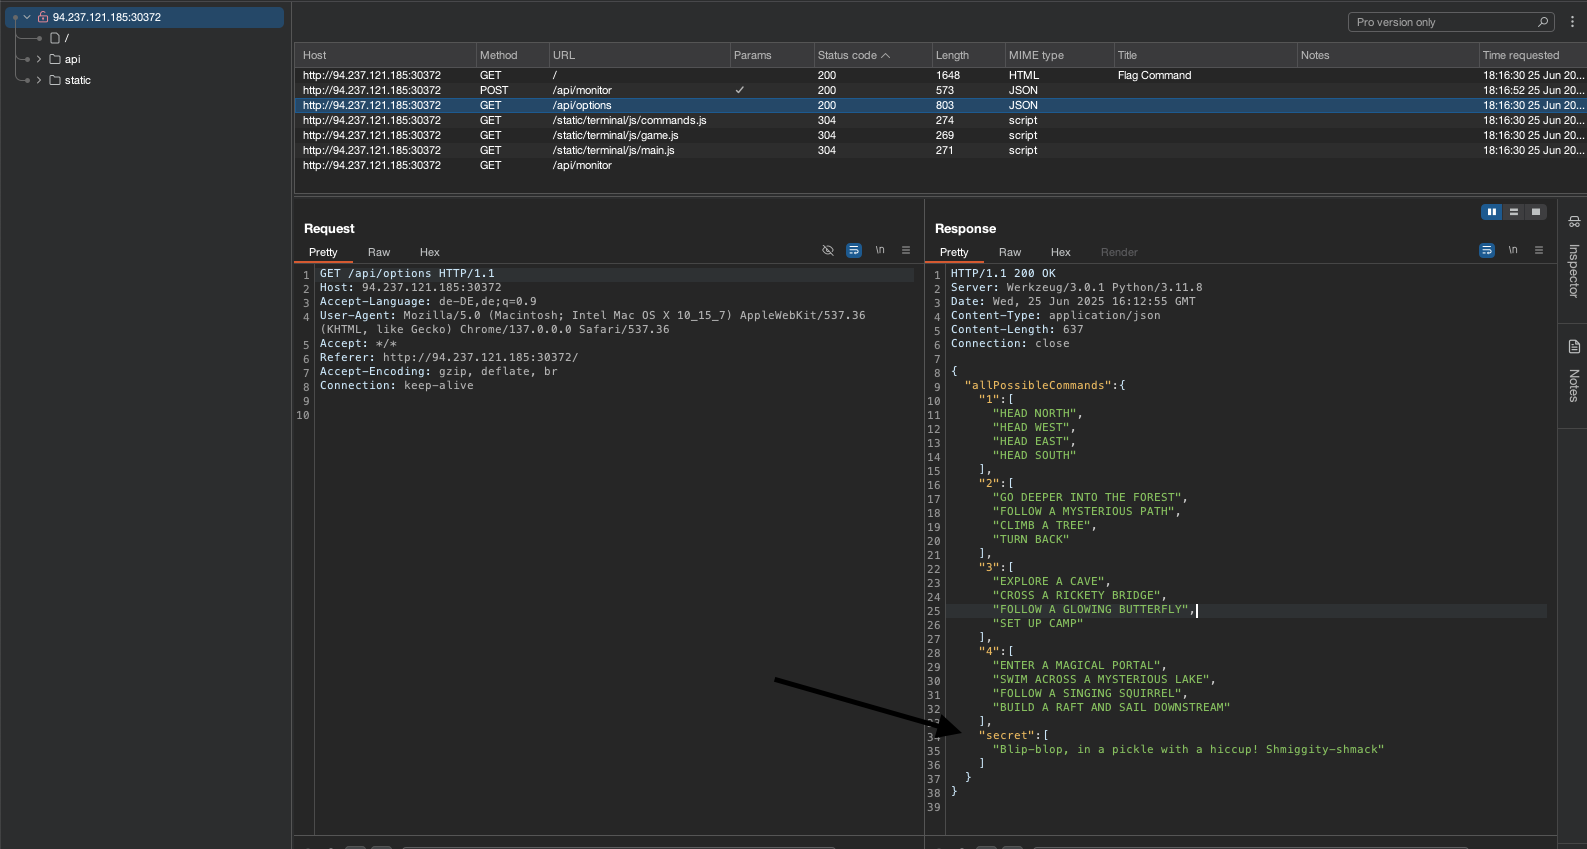 94.237.121.185:30372
/
api
static
Pro version only
Host Method URL Params Status code Length MIME type Title Notes Time requested
http://94.237.121.185:30372 GET / 200 1648 HTML Flag Command 18:16:30 25 Jun 20...
http://94.237.121.185:30372 POST /api/monitor ✓ 200 573 JSON 18:16:52 25 Jun 20...
http://94.237.121.185:30372 GET /api/options 200 803 JSON 18:16:30 25 Jun 20...
http://94.237.121.185:30372 GET /static/terminal/js/commands.js 304 274 script 18:16:30 25 Jun 20...
http://94.237.121.185:30372 GET /static/terminal/js/game.js 304 269 script 18:16:30 25 Jun 20...
http://94.237.121.185:30372 GET /static/terminal/js/main.js 304 271 script 18:16:30 25 Jun 20...
http://94.237.121.185:30372 GET /api/monitor
Request
Pretty Raw Hex \n
1 GET /api/options HTTP/1.1
2 Host: 94.237.121.185:30372
3 Accept-Language: de-DE,de;q=0.9
4 User-Agent: Mozilla/5.0 (Macintosh; Intel Mac OS X 10_15_7) AppleWebKit/537.36
(KHTML, like Gecko) Chrome/137.0.0.0 Safari/537.36
5 Accept: */*
6 Referer: http://94.237.121.185:30372/
7 Accept-Encoding: gzip, deflate, br
8 Connection: keep-alive
9
10
Response
Pretty Raw Hex Render \n
1 HTTP/1.1 200 OK
2 Server: Werkzeug/3.0.1 Python/3.11.8
3 Date: Wed, 25 Jun 2025 16:12:55 GMT
4 Content-Type: application/json
5 Content-Length: 637
6 Connection: close
7
8 {
9 "allPossibleCommands":{
10 "1":[
11 "HEAD NORTH",
12 "HEAD WEST",
13 "HEAD EAST",
14 "HEAD SOUTH"
15 ],
16 "2":[
17 "GO DEEPER INTO THE FOREST",
18 "FOLLOW A MYSTERIOUS PATH",
19 "CLIMB A TREE",
20 "TURN BACK"
21 ],
22 "3":[
23 "EXPLORE A CAVE",
24 "CROSS A RICKETY BRIDGE",
25 "FOLLOW A GLOWING BUTTERFLY",
26 "SET UP CAMP"
27 ],
28 "4":[
29 "ENTER A MAGICAL PORTAL",
30 "SWIM ACROSS A MYSTERIOUS LAKE",
31 "FOLLOW A SINGING SQUIRREL",
32 "BUILD A RAFT AND SAIL DOWNSTREAM"
33 ],
34 "secret":[
35 "Blip-blop, in a pickle with a hiccup! Shmiggity-shmack"
36 ]
37 }
38 }
39
Inspector
Notes